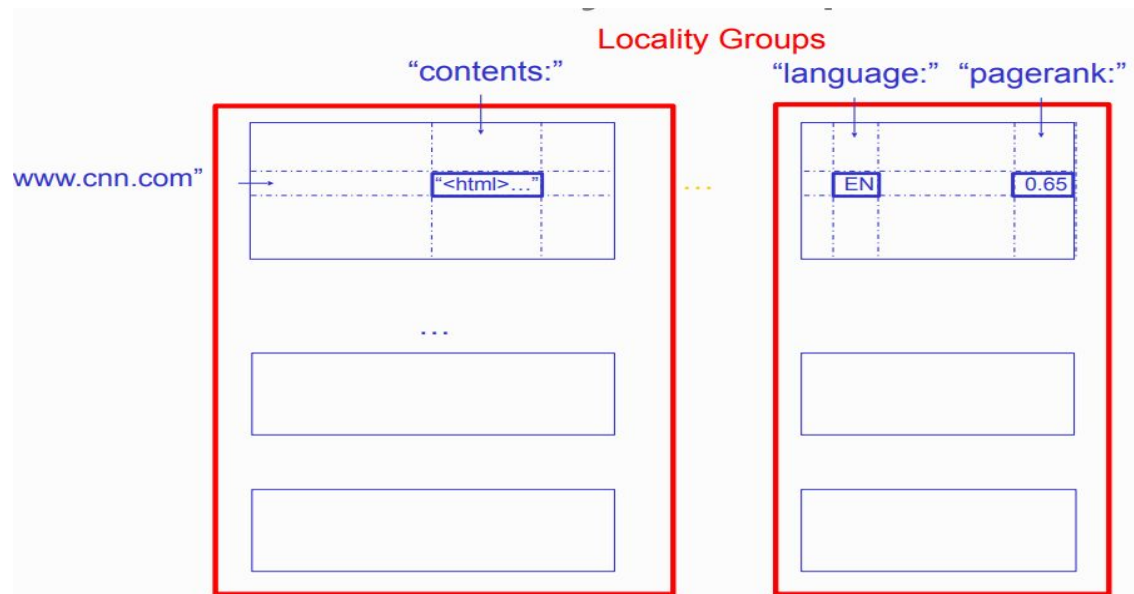 Locality Groups
“contents:”
“language:” “pagerank:”
www.cnn.com”
“<html>…”
...
EN
0.65
...